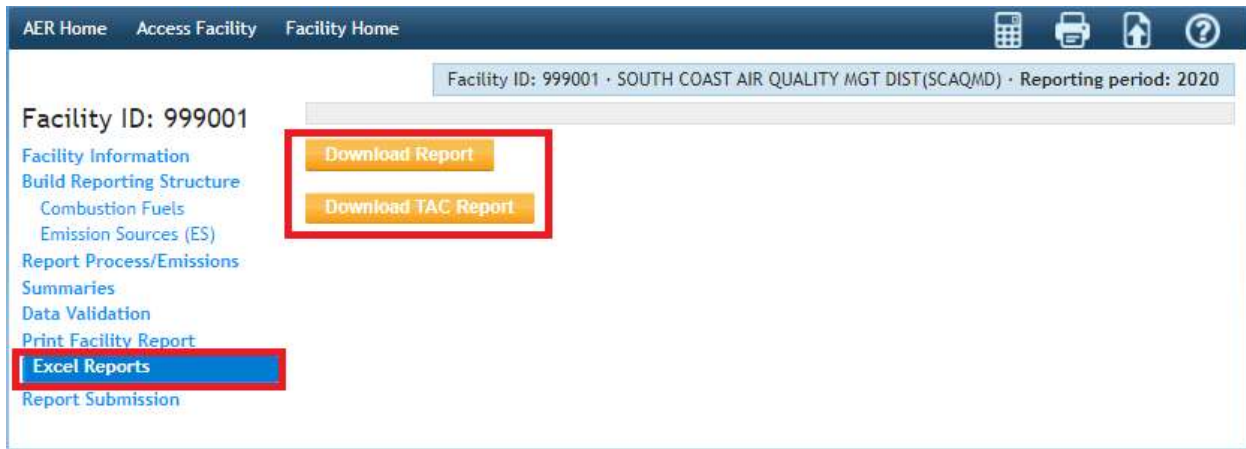 AER Home Access Facility Facility Home
Facility ID: 999001 · SOUTH COAST AIR QUALITY MGT DIST(SCAQMD) · Reporting period: 2020
Facility ID: 999001
Facility Information
Build Reporting Structure
Combustion Fuels
Emission Sources (ES)
Report Process/Emissions
Summaries
Data Validation
Print Facility Report
Excel Reports
Report Submission
Download Report
Download TAC Report